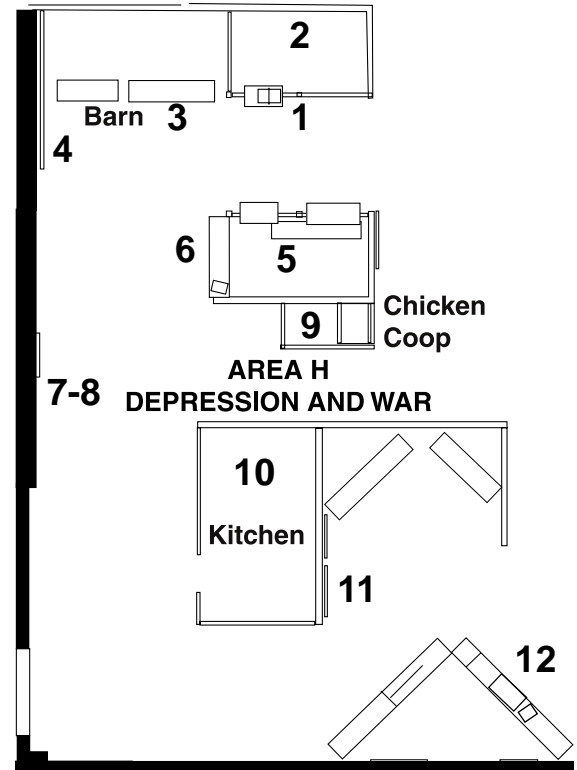 2
1
Barn 3
4
6
5
9
Chicken
Coop
AREA H
7-8
DEPRESSION AND WAR
10
Kitchen
11
12